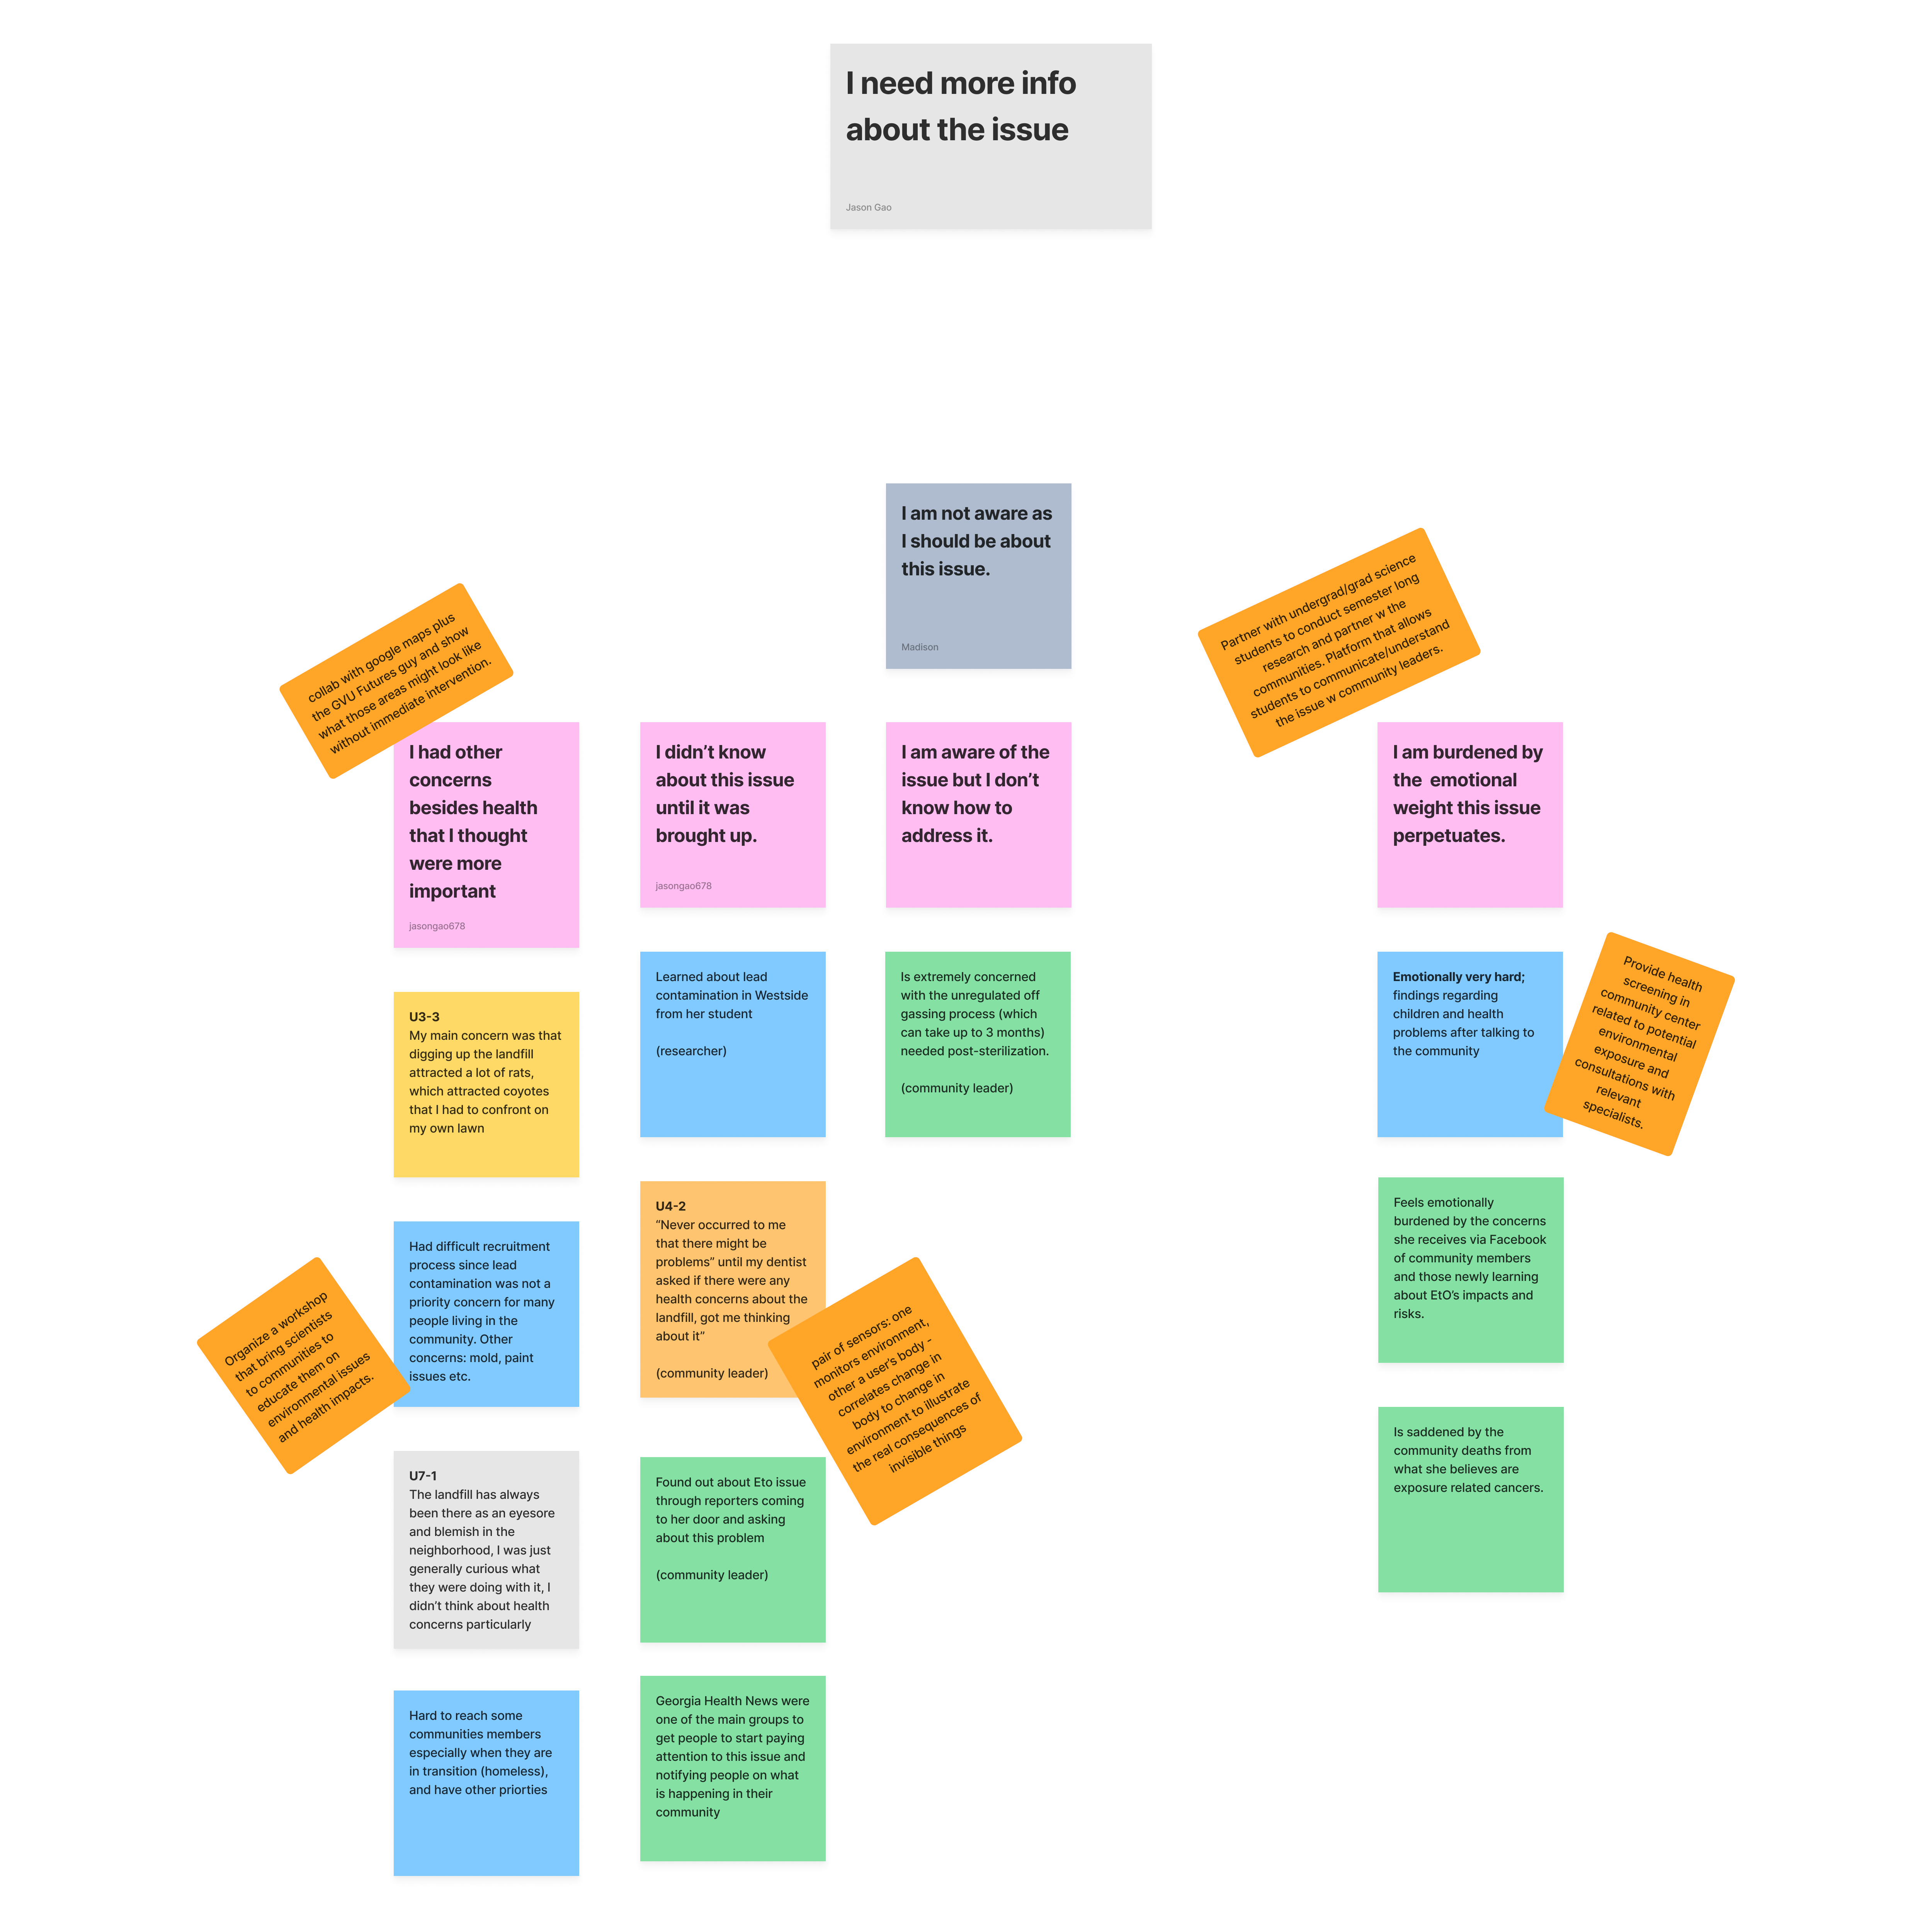 I need more info
about the issue
Jason Gao
I am not aware as
I should be about
this issue.
Madison
collab with google maps plus
the GVU Futures guy and show
what those areas might look like
without immediate intervention.
Partner with undergrad/grad science
students to conduct semester long
research and partner w the
communities. Platform that allows
students to communicate/understand
the issue w community leaders.
I had other
concerns
besides health
that I thought
were more
important
jasongao678
U3-3
My main concern was that
digging up the landfill
attracted a lot of rats,
which attracted coyotes
that I had to confront on
my own lawn
Had difficult recruitment
process since lead
contamination was not a
priority concern for many
people living in the
community. Other
concerns: mold, paint
issues etc.
Organize a workshop
that bring scientists
to communities to
educate them on
environmental issues
and health impacts.
U7-1
The landfill has always
been there as an eyesore
and blemish in the
neighborhood, I was just
generally curious what
they were doing with it, I
didn’t think about health
concerns particularly
Hard to reach some
communities members
especially when they are
in transition (homeless),
and have other priorties
I didn’t know
about this issue
until it was
brought up.
jasongao678
Learned about lead
contamination in Westside
from her student
(researcher)
U4-2
“Never occurred to me
that there might be
problems” until my dentist
asked if there were any
health concerns about the
landfill, got me thinking
about it”
(community leader)
pair of sensors: one
monitors environment,
other a user's body -
correlates change in
body to change in
environment to illustrate
the real consequences of
invisible things
Found out about Eto issue
through reporters coming
to her door and asking
about this problem
(community leader)
Georgia Health News were
one of the main groups to
get people to start paying
attention to this issue and
notifying people on what
is happening in their
community
I am aware of the
issue but I don’t
know how to
address it.
Is extremely concerned
with the unregulated off
gassing process (which
can take up to 3 months)
needed post-sterilization.
(community leader)
I am burdened by
the emotional
weight this issue
perpetuates.
Emotionally very hard;
findings regarding
children and health
problems after talking to
the community
Provide health
screening in
community center
related to potential
environmental
exposure and
consultations with
relevant
specialists.
Feels emotionally
burdened by the concerns
she receives via Facebook
of community members
and those newly learning
about EtO’s impacts and
risks.
Is saddened by the
community deaths from
what she believes are
exposure related cancers.